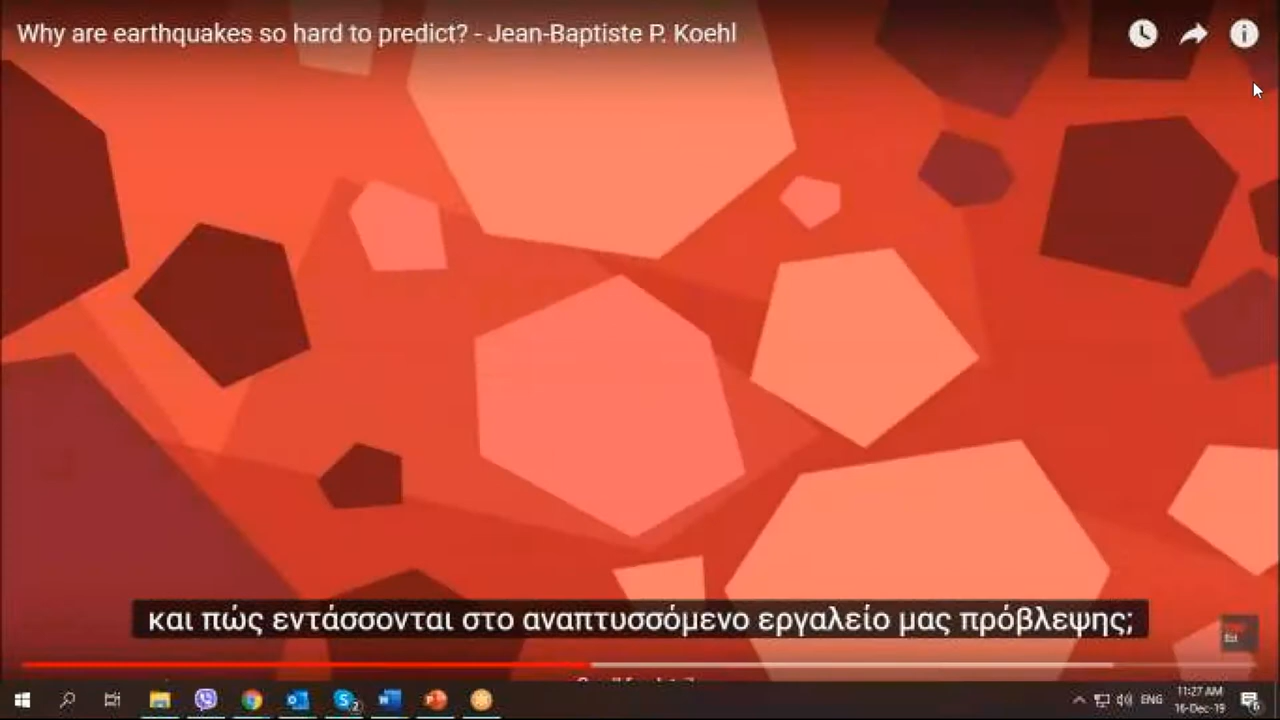 Why are earthquakes so hard to predict? - Jean-Baptiste P. Koehl
και πώς εντάσσονται στο αναπτυσσόμενο εργαλείο μας πρόβλεψης;
ENG
11:27 AM
16-Dec-19